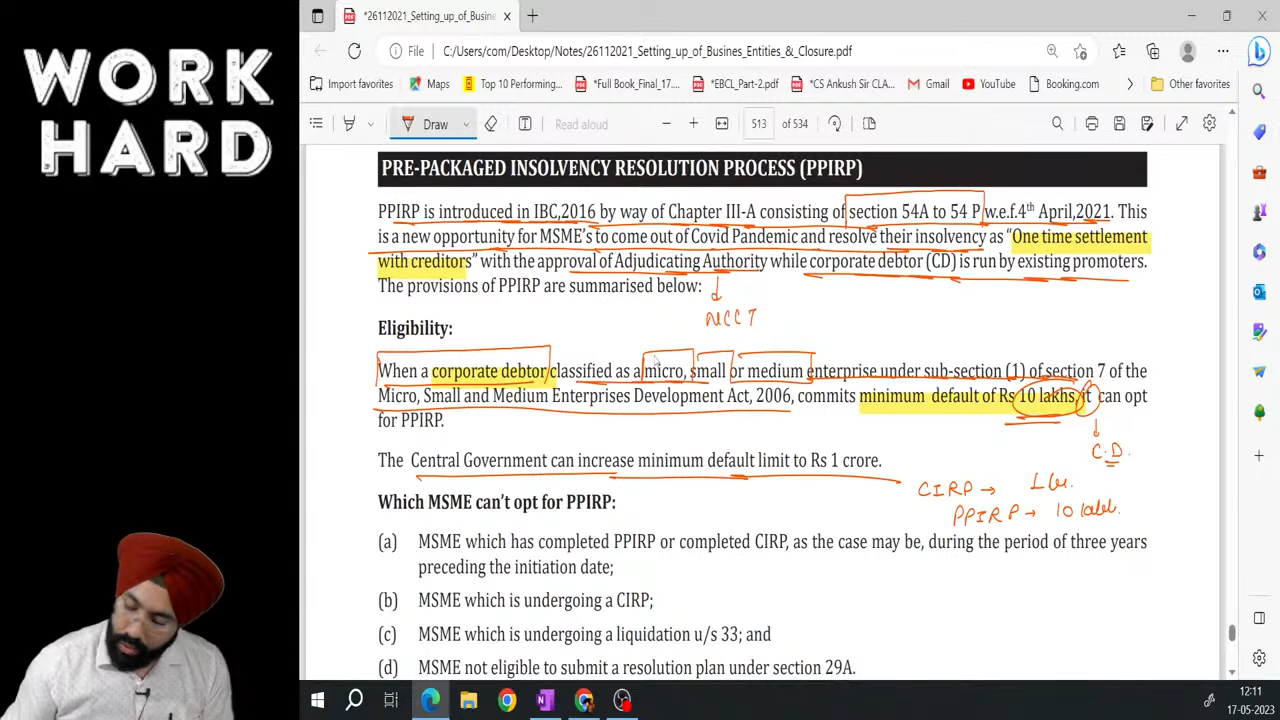 WORK
HARD
*26112021_Setting_up_of_Busine
File
C:/Users/com/Desktop/Notes/26112021_Setting_up_of_Busines_Entities_&_Closure.pdf
Import favorites
Maps
Top 10 Performing...
*Full Book_Final_17....
*EBCL_Part-2.pdf
*CS Ankush Sir CLA...
Gmail
YouTube
Booking.com
Other favorites
Draw
Read aloud
513
of 534
PRE-PACKAGED INSOLVENCY RESOLUTION PROCESS (PPIRP)
PPIRP is introduced in IBC,2016 by way of Chapter III-A consisting of section 54A to 54 P w.e.f.4th April,2021. This
is a new opportunity for MSME's to come out of Covid Pandemic and resolve their insolvency as "One time settlement
with creditors" with the approval of Adjudicating Authority while corporate debtor (CD) is run by existing promoters.
The provisions of PPIRP are summarised below:
NCCT
Eligibility:
When a corporate debtor classified as a micro, small or medium enterprise under sub-section (1) of section 7 of the
Micro, Small and Medium Enterprises Development Act, 2006, commits minimum default of Rs 10 lakhs, it can opt
for PPIRP.
C.D.
The Central Government can increase minimum default limit to Rs 1 crore.
CIRP → 1 Cr.
PPIRP → 10 lakh.
Which MSME can't opt for PPIRP:
(a) MSME which has completed PPIRP or completed CIRP, as the case may be, during the period of three years
preceding the initiation date;
(b) MSME which is undergoing a CIRP;
(c) MSME which is undergoing a liquidation u/s 33; and
(d) MSME not eligible to submit a resolution plan under section 29A.
12:11
17-05-2023